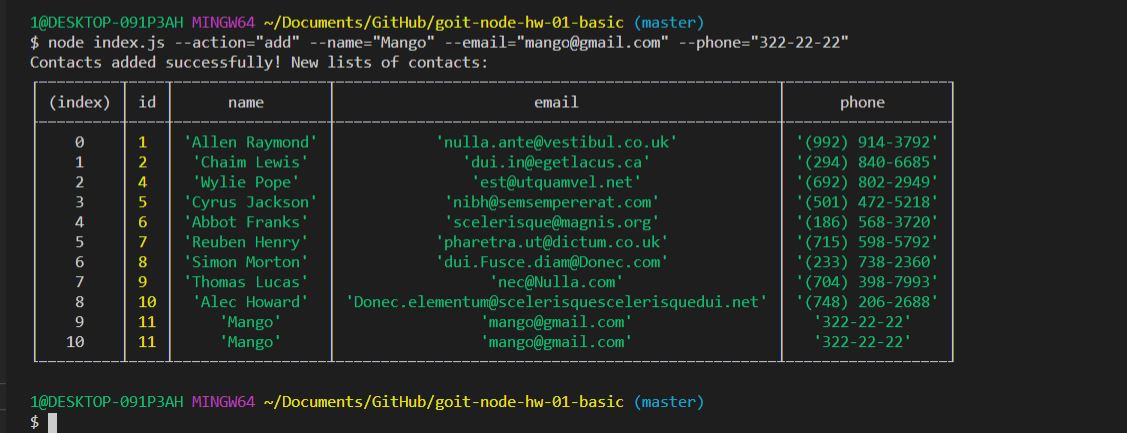 1@DESKTOP-091P3AH MINGW64 ~/Documents/GitHub/goit-node-hw-01-basic (master)
$ node index.js --action="add" --name="Mango" --email="mango@gmail.com" --phone="322-22-22"
Contacts added successfully! New lists of contacts:
(index) id name email phone
0 1 'Allen Raymond' 'nulla.ante@vestibul.co.uk' '(992) 914-3792'
1 2 'Chaim Lewis' 'dui.in@egetlacus.ca' '(294) 840-6685'
2 4 'Wylie Pope' 'est@utquamvel.net' '(692) 802-2949'
3 5 'Cyrus Jackson' 'nibh@semsempererat.com' '(501) 472-5218'
4 6 'Abbot Franks' 'scelerisque@magnis.org' '(186) 568-3720'
5 7 'Reuben Henry' 'pharetra.ut@dictum.co.uk' '(715) 598-5792'
6 8 'Simon Morton' 'dui.Fusce.diam@Donec.com' '(233) 738-2360'
7 9 'Thomas Lucas' 'nec@Nulla.com' '(704) 398-7993'
8 10 'Alec Howard' 'Donec.elementum@scelerisquescelerisquedui.net' '(748) 206-2688'
9 11 'Mango' 'mango@gmail.com' '322-22-22'
10 11 'Mango' 'mango@gmail.com' '322-22-22'
1@DESKTOP-091P3AH MINGW64 ~/Documents/GitHub/goit-node-hw-01-basic (master)
$